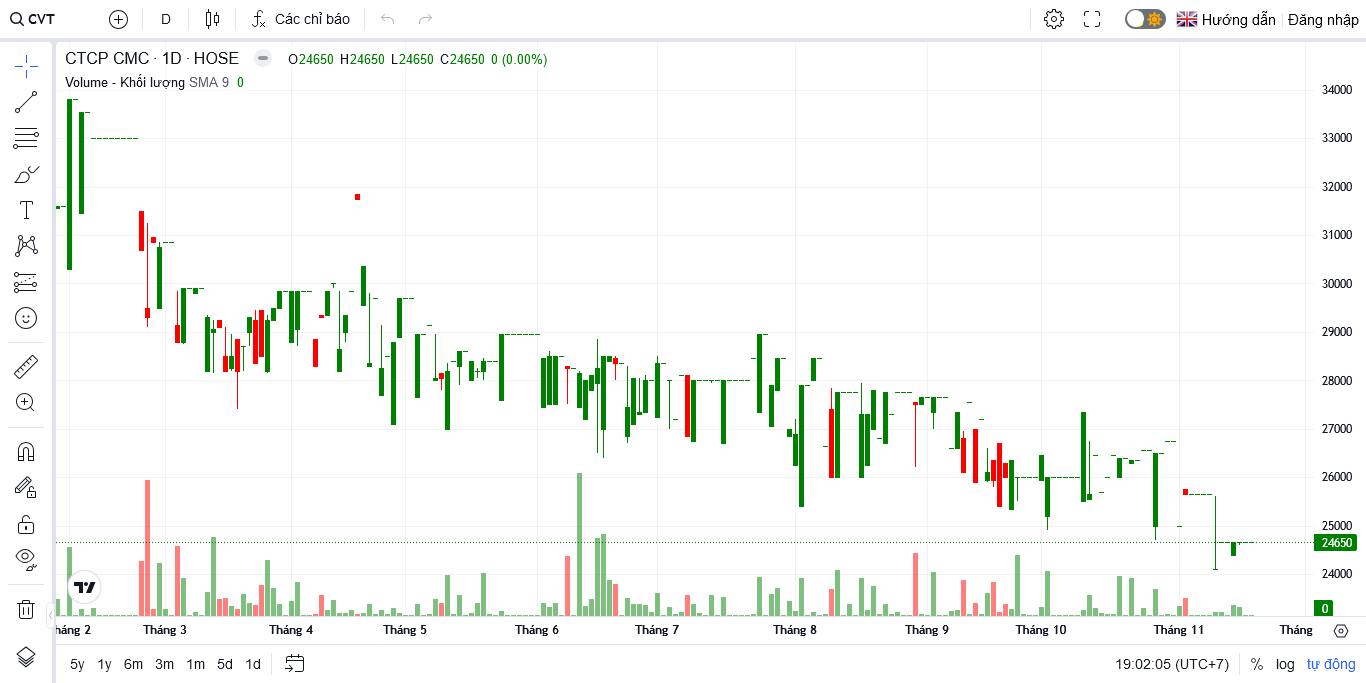 CVT D Các chỉ báo Hướng dẫn Đăng nhập
CTCP CMC · 1D · HOSE O24650 H24650 L24650 C24650 0 (0.00%)
Volume - Khối lượng SMA 9 0
34000
33000
32000
31000
30000
29000
28000
27000
26000
25000
24650
24000
0
háng 2 Tháng 3 Tháng 4 Tháng 5 Tháng 6 Tháng 7 Tháng 8 Tháng 9 Tháng 10 Tháng 11 Tháng
5y 1y 6m 3m 1m 5d 1d 19:02:05 (UTC+7) % log tự động